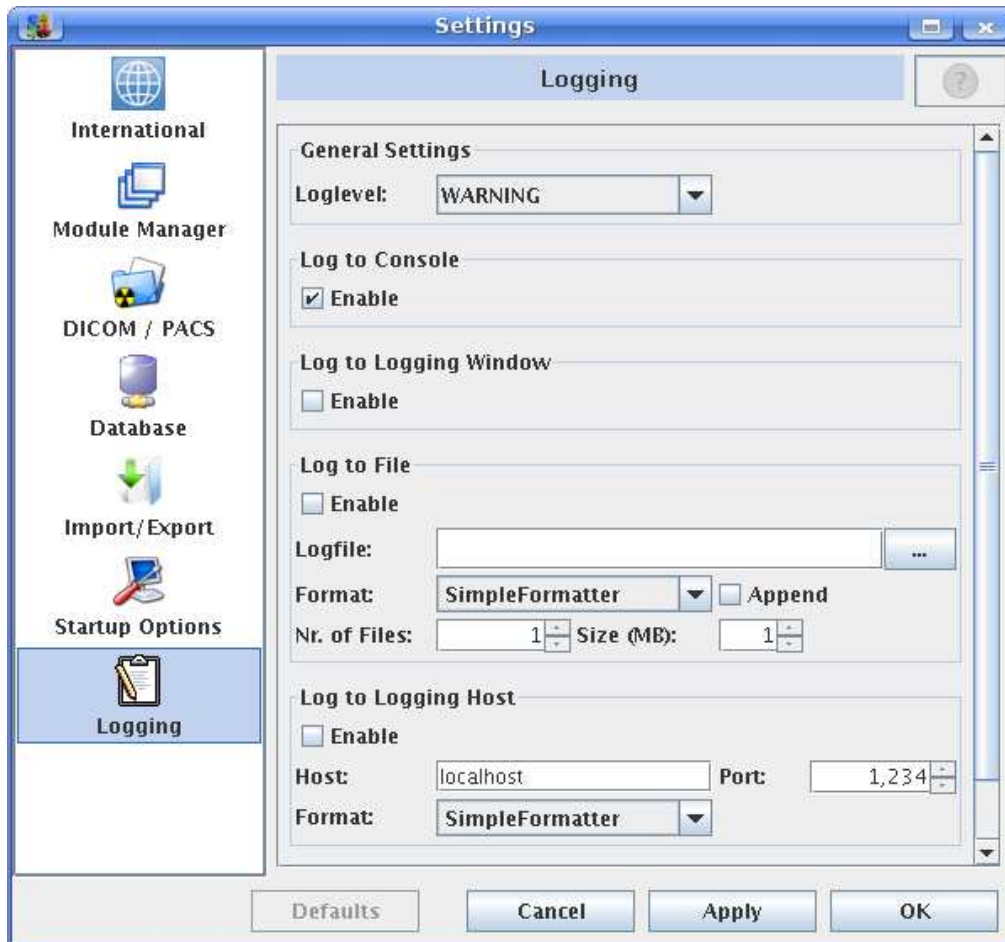 Settings
International
Module Manager
DICOM / PACS
Database
Import/Export
Startup Options
Logging
Logging
?
General Settings
Loglevel: WARNING
Log to Console
Enable
Log to Logging Window
Enable
Log to File
Enable
Logfile: ...
Format: SimpleFormatter Append
Nr. of Files: 1 Size (MB): 1
Log to Logging Host
Enable
Host: localhost Port: 1,234
Format: SimpleFormatter
Defaults Cancel Apply OK